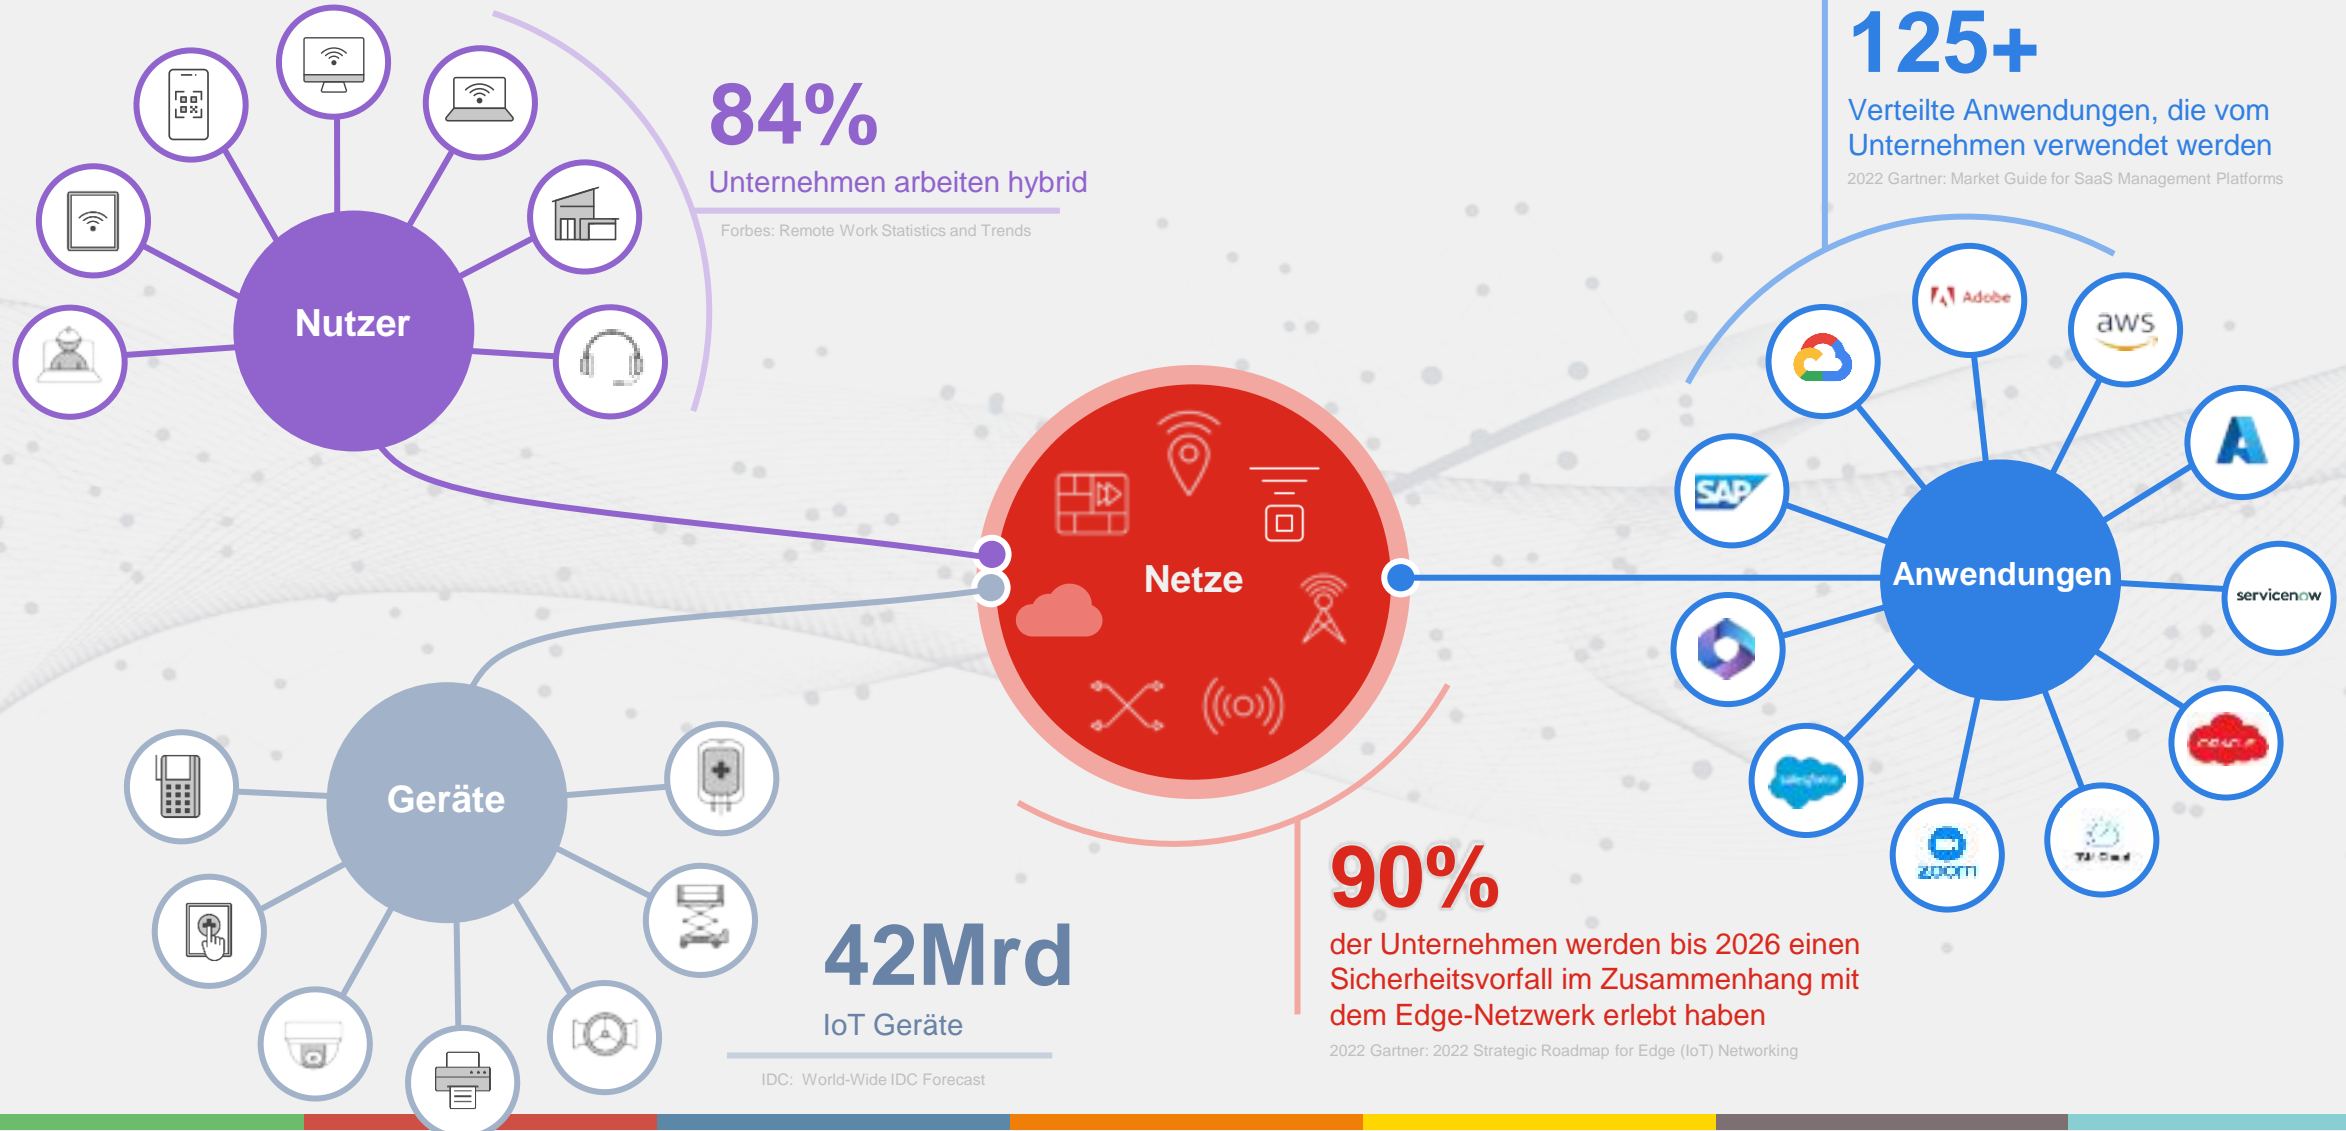 84%
Unternehmen arbeiten hybrid
Forbes: Remote Work Statistics and Trends
125+
Verteilte Anwendungen, die vom
Unternehmen verwendet werden
2022 Gartner: Market Guide for SaaS Management Platforms
Nutzer
Adobe
aws
SAP
Netze
Anwendungen
servicenow
ORACLE
salesforce
zoom
Geräte
42Mrd
IoT Geräte
IDC: World-Wide IDC Forecast
90%
der Unternehmen werden bis 2026 einen
Sicherheitsvorfall im Zusammenhang mit
dem Edge-Netzwerk erlebt haben
2022 Gartner: 2022 Strategic Roadmap for Edge (IoT) Networking